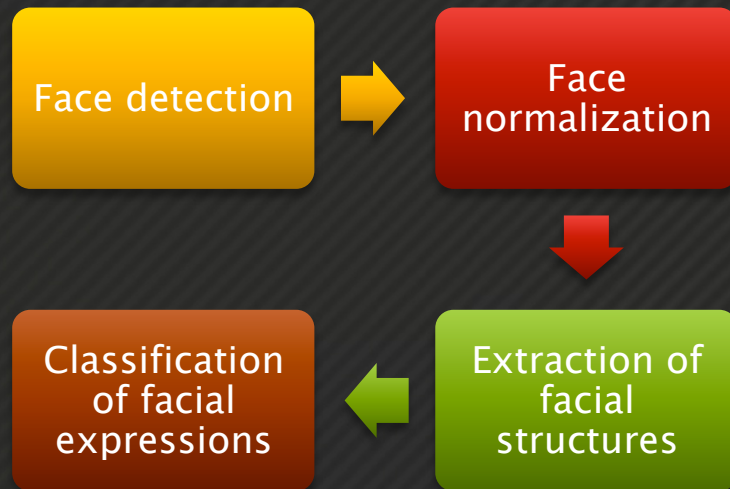 Face detection
Face
normalization
Extraction of
facial
structures
Classification
of facial
expressions